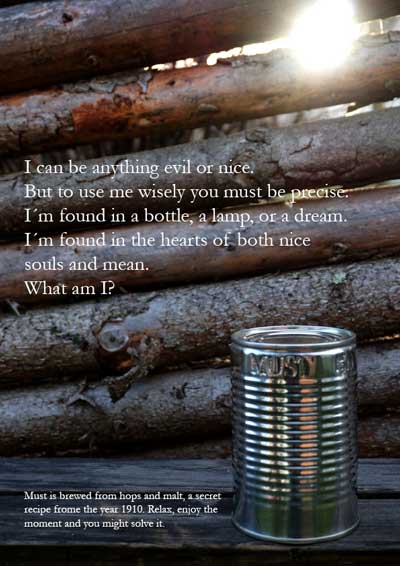 I can be anything evil or nice.
But to use me wisely you must be precise.
I´m found in a bottle, a lamp, or a dream.
I´m found in the hearts of both nice
souls and mean.
What am I?
MUST
Must is brewed from hops and malt, a secret
recipe frome the year 1910. Relax, enjoy the
moment and you might solve it.